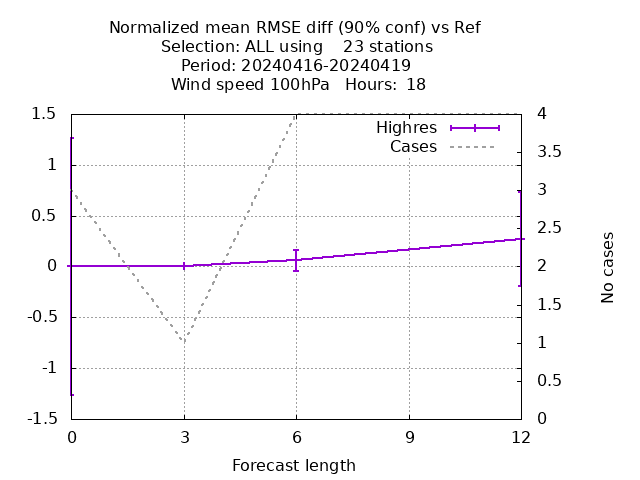 Normalized mean RMSE diff (90% conf) vs Ref
Selection: ALL using    23 stations
Period: 20240416-20240419
Wind speed 100hPa   Hours:  18
Highres
Cases
1.5
1
0.5
0
-0.5
-1
-1.5
4
3.5
3
2.5
2
1.5
1
0.5
0
No cases
0 3 6 9 12
Forecast length